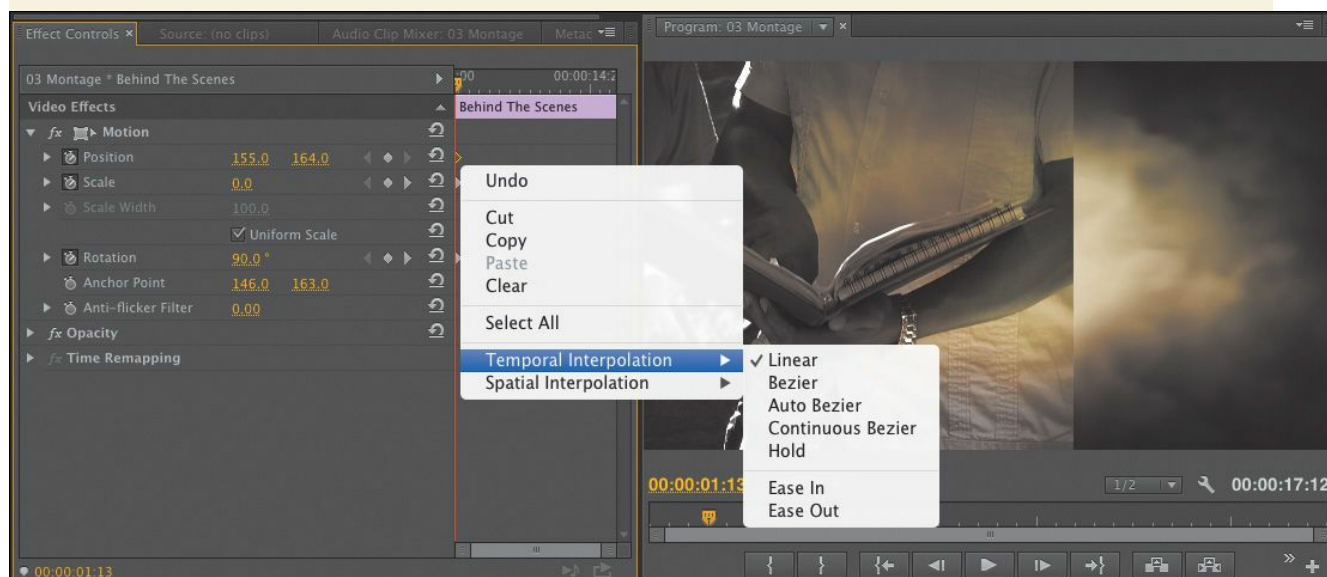 Effect Controls × Source: (no clips) Audio Clip Mixer: 03 Montage Metac
03 Montage * Behind The Scenes
:00 00:00:14:2
Video Effects
Behind The Scenes
fx Motion
Position 155.0 164.0
Scale 0.0
Scale Width 100.0
Uniform Scale
Rotation 90.0 °
Anchor Point 146.0 163.0
Anti-flicker Filter 0.00
fx Opacity
fx Time Remapping
00:00:01:13
Undo
Cut
Copy
Paste
Clear
Select All
Temporal Interpolation
Spatial Interpolation
Linear
Bezier
Auto Bezier
Continuous Bezier
Hold
Ease In
Ease Out
Program: 03 Montage ×
00:00:01:13 1/2 00:00:17:12